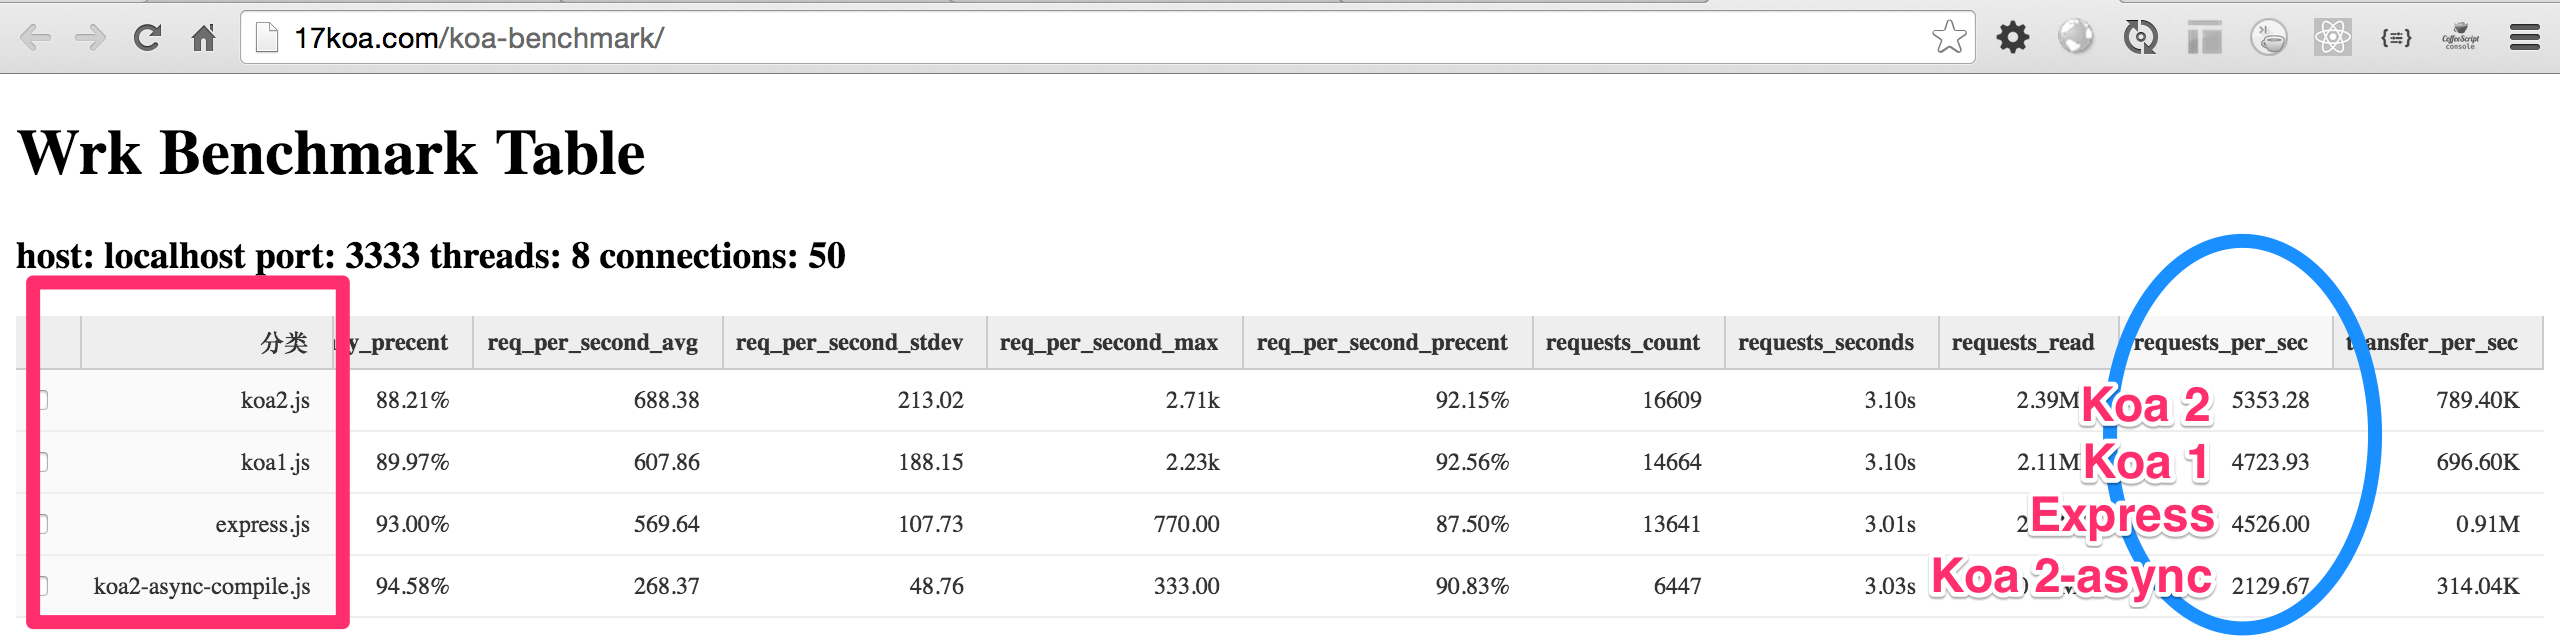 17koa.com/koa-benchmark/
CoffeeScript console
Wrk Benchmark Table
host: localhost port: 3333 threads: 8 connections: 50
分类 y_precent req_per_second_avg req_per_second_stdev req_per_second_max req_per_second_precent requests_count requests_seconds requests_read requests_per_sec transfer_per_sec
koa2.js 88.21% 688.38 213.02 2.71k 92.15% 16609 3.10s 2.39M Koa 2 5353.28 789.40K
koa1.js 89.97% 607.86 188.15 2.23k 92.56% 14664 3.10s 2.11M Koa 1 4723.93 696.60K
express.js 93.00% 569.64 107.73 770.00 87.50% 13641 3.01s Express 4526.00 0.91M
koa2-async-compile.js 94.58% 268.37 48.76 333.00 90.83% 6447 3.03s Koa 2-async 2129.67 314.04K